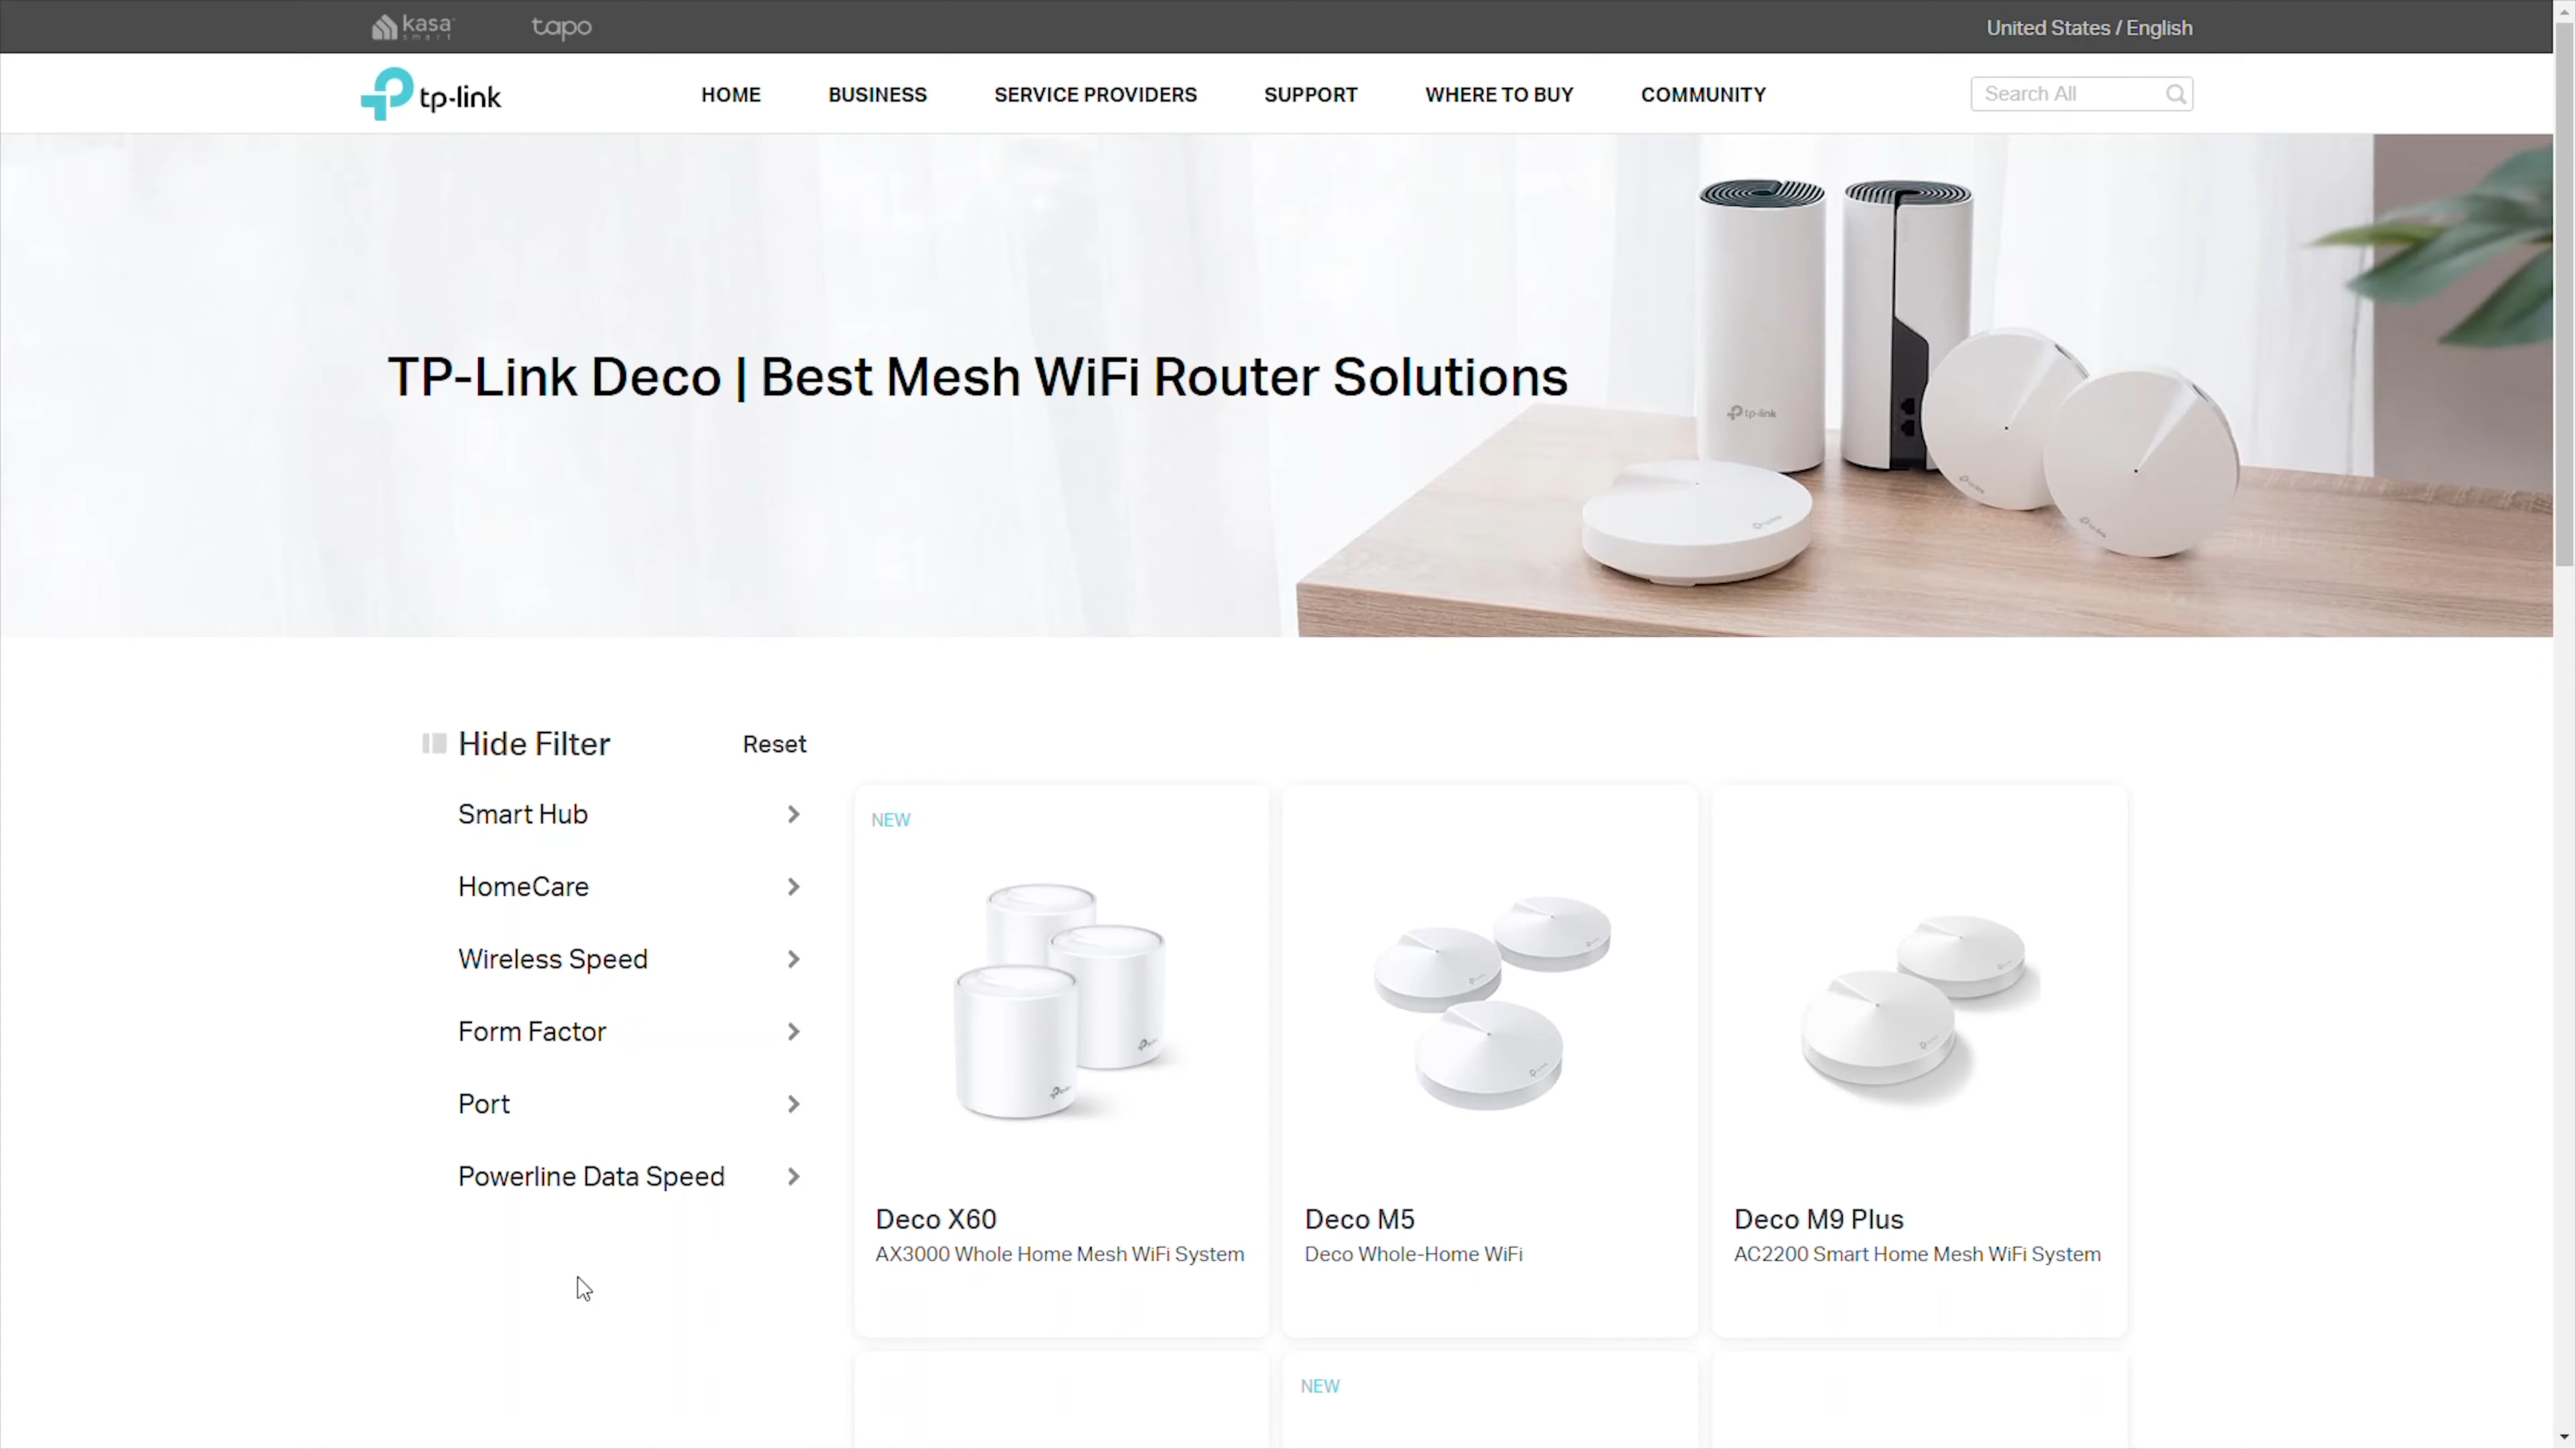 kasa
smart
tapo
United States / English
tp-link
HOME
BUSINESS
SERVICE PROVIDERS
SUPPORT
WHERE TO BUY
COMMUNITY
Search All
TP-Link Deco | Best Mesh WiFi Router Solutions
tp-link
Hide Filter
Reset
Smart Hub
HomeCare
Wireless Speed
Form Factor
Port
Powerline Data Speed
NEW
Deco X60
AX3000 Whole Home Mesh WiFi System
Deco M5
Deco Whole-Home WiFi
Deco M9 Plus
AC2200 Smart Home Mesh WiFi System
NEW